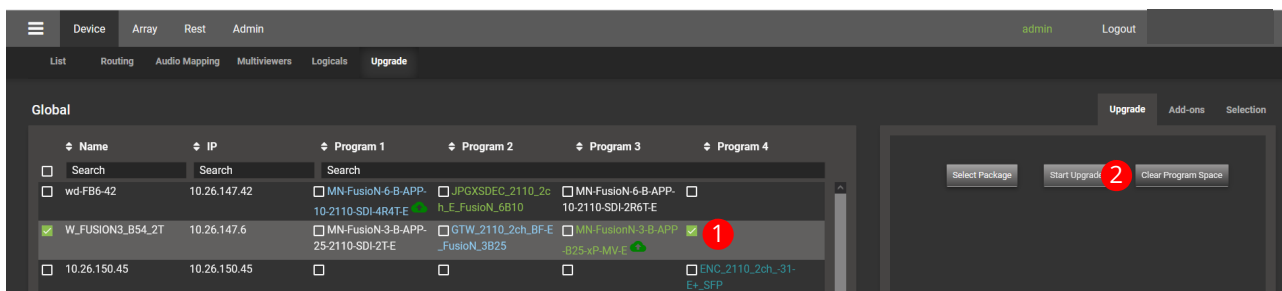 Device Array Rest Admin admin Logout
List Routing Audio Mapping Multiviewers Logicals Upgrade
Global
Upgrade Add-ons Selection
Name IP Program 1 Program 2 Program 3 Program 4
Search Search Search
Select Package Start Upgrade 2 Clear Program Space
wd-FB6-42 10.26.147.42 MN-FusioN-6-B-APP- JPGXSDEC_2110_2c MN-FusioN-6-B-APP-
10-2110-SDI-4R4T-E h_E_FusioN_6B10 10-2110-SDI-2R6T-E
W_FUSION3_B54_2T 10.26.147.6 MN-FusioN-3-B-APP- GTW_2110_2ch_BF-E MN-FusionN-3-B-APP 1
25-2110-SDI-2T-E _FusioN_3B25 -B25-xP-MV-E
10.26.150.45 10.26.150.45 ENC_2110_2ch_-31-
E+_SFP